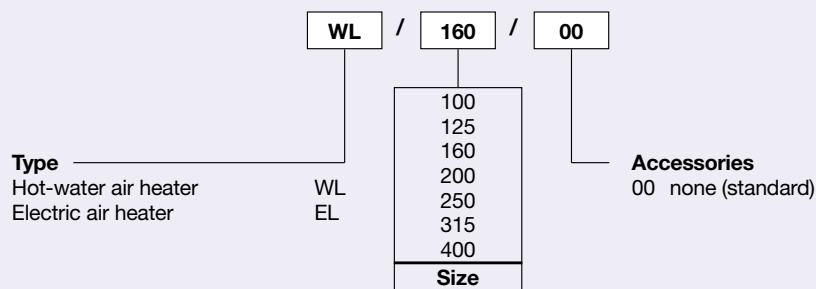 WL / 160 / 00
100
125
160
200
250
315
400
Size
Type
Hot-water air heater WL
Electric air heater EL
Accessories
00 none (standard)